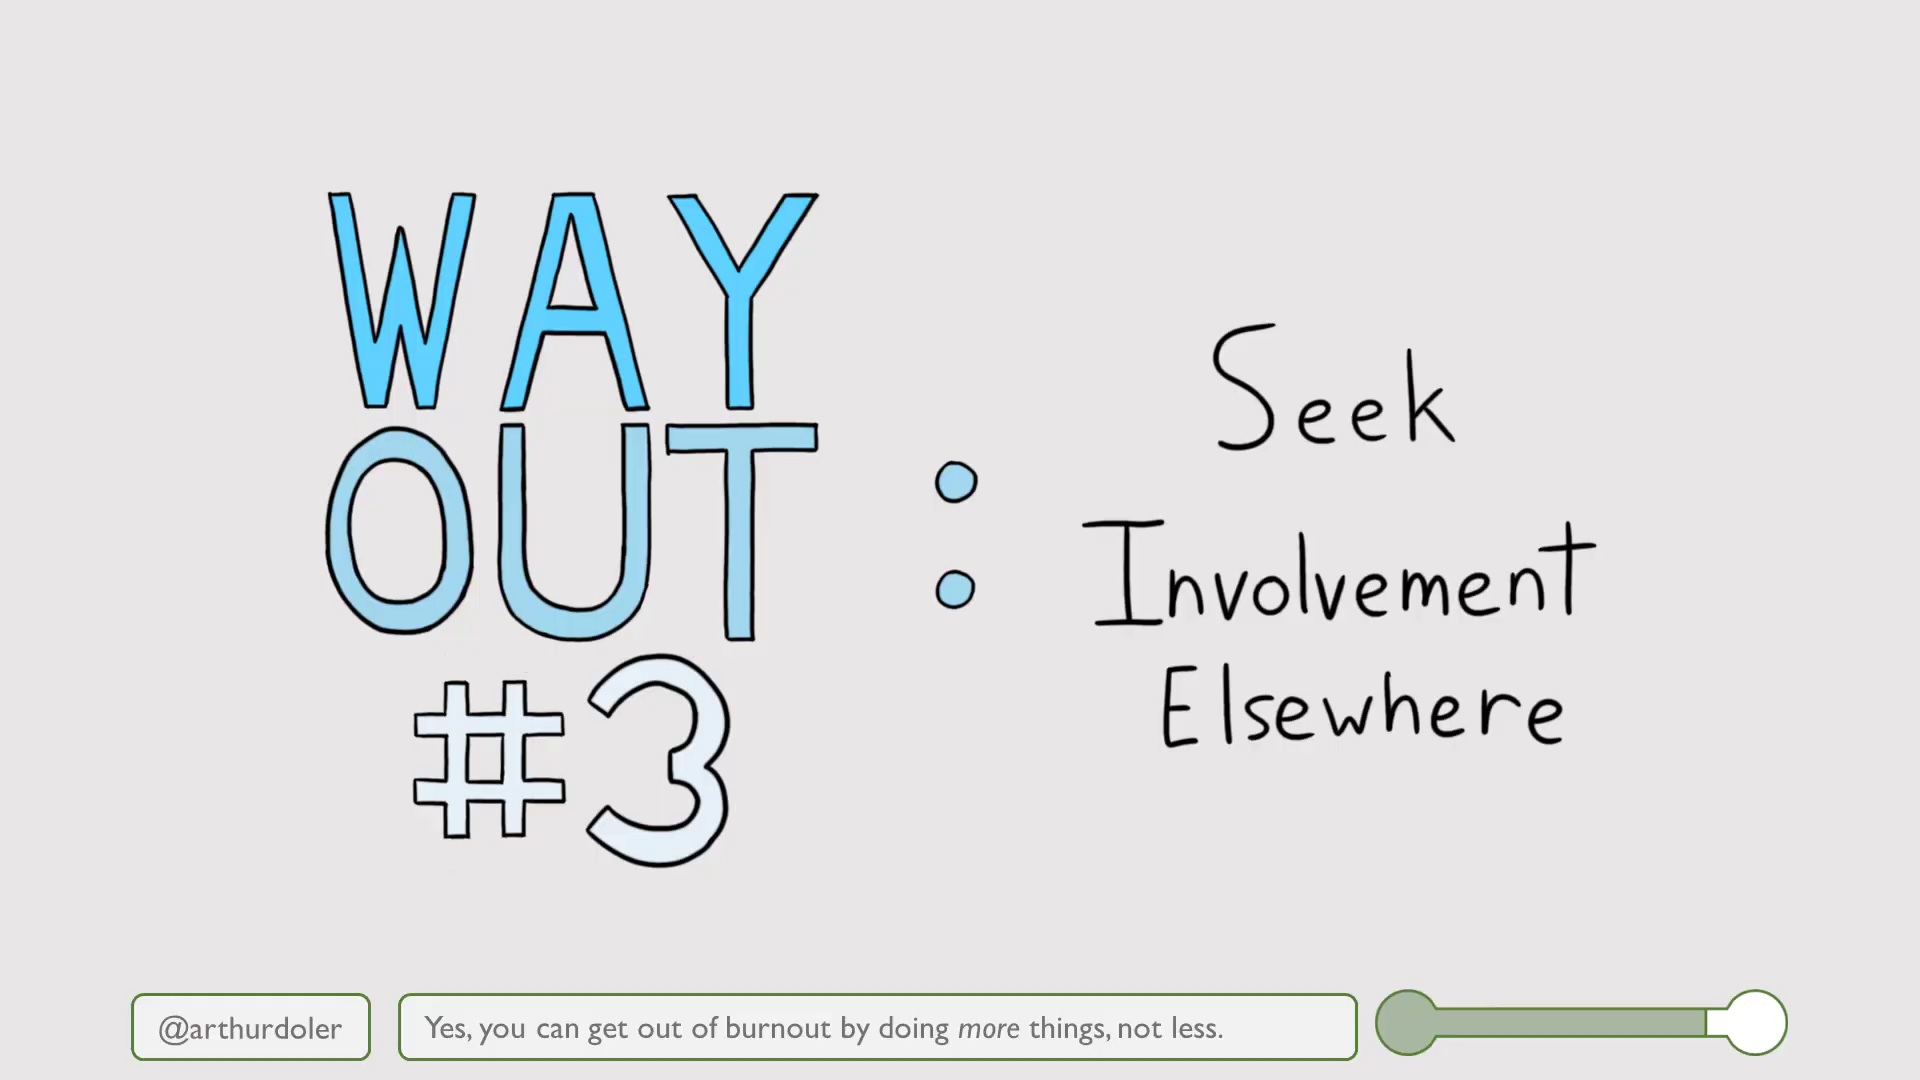 WAY
OUT
#3
:
Seek
Involvement
Elsewhere
@arthurdoler
Yes, you can get out of burnout by doing more things, not less.